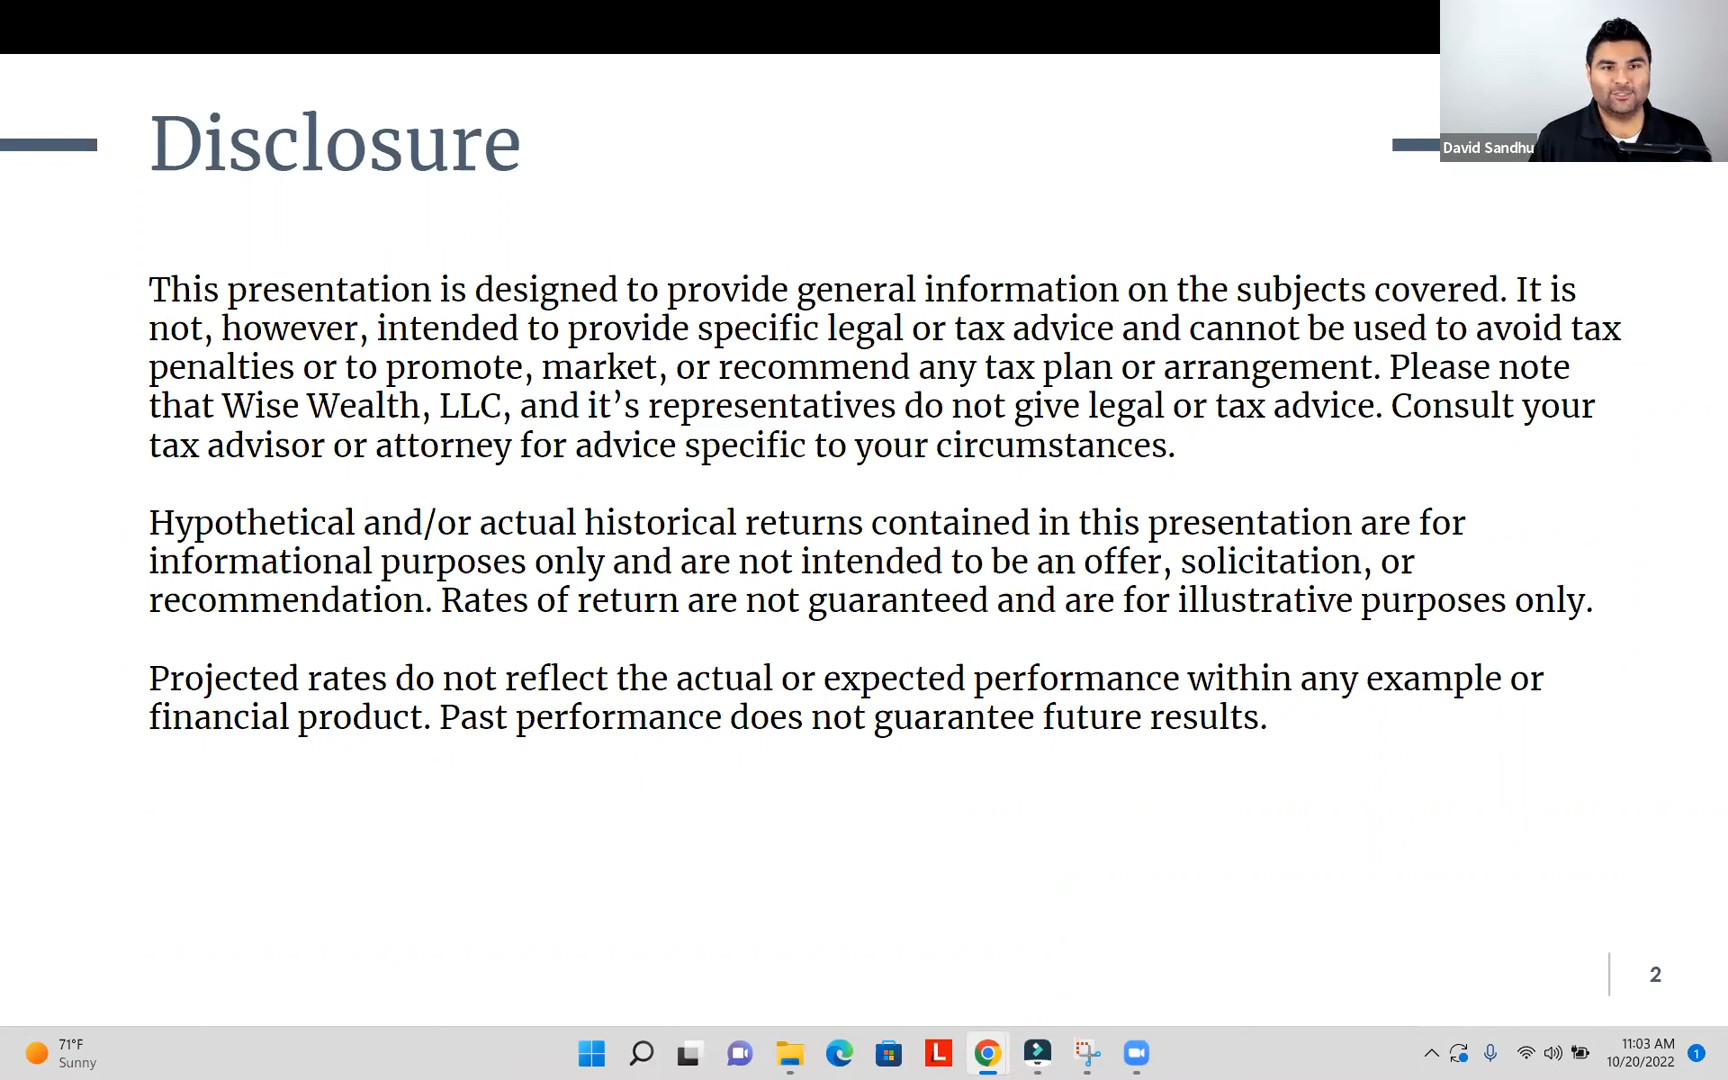 Disclosure
David Sandhu
This presentation is designed to provide general information on the subjects covered. It is
not, however, intended to provide specific legal or tax advice and cannot be used to avoid tax
penalties or to promote, market, or recommend any tax plan or arrangement. Please note
that Wise Wealth, LLC, and it’s representatives do not give legal or tax advice. Consult your
tax advisor or attorney for advice specific to your circumstances.
Hypothetical and/or actual historical returns contained in this presentation are for
informational purposes only and are not intended to be an offer, solicitation, or
recommendation. Rates of return are not guaranteed and are for illustrative purposes only.
Projected rates do not reflect the actual or expected performance within any example or
financial product. Past performance does not guarantee future results.
2
71°F
Sunny
L
11:03 AM
10/20/2022
1